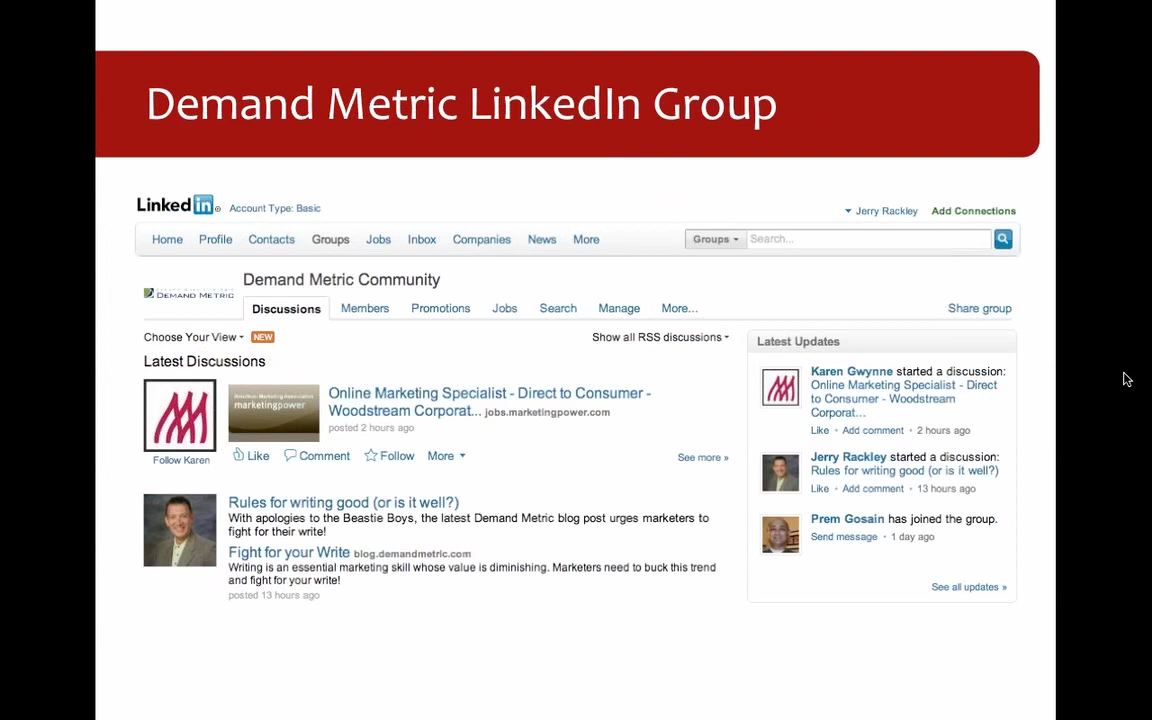 Demand Metric LinkedIn Group
Linked in Account Type: Basic
Jerry Rackley Add Connections
Home Profile Contacts Groups Jobs Inbox Companies News More
Groups Search...
Demand Metric Community
DEMAND METRIC
Discussions Members Promotions Jobs Search Manage More... Share group
Choose Your View NEW Show all RSS discussions
Latest Discussions
marketingpower
Online Marketing Specialist - Direct to Consumer -
Woodstream Corporat... jobs.marketingpower.com
posted 2 hours ago
Follow Karen
Like Comment Follow More See more »
Rules for writing good (or is it well?)
With apologies to the Beastie Boys, the latest Demand Metric blog post urges marketers to
fight for their write!
Fight for your Write blog.demandmetric.com
Writing is an essential marketing skill whose value is diminishing. Marketers need to buck this trend
and fight for your write!
posted 13 hours ago
Latest Updates
Karen Gwynne started a discussion:
Online Marketing Specialist - Direct
to Consumer - Woodstream
Corporat...
Like · Add comment · 2 hours ago
Jerry Rackley started a discussion:
Rules for writing good (or is it well?)
Like · Add comment · 13 hours ago
Prem Gosain has joined the group.
Send message · 1 day ago
See all updates »